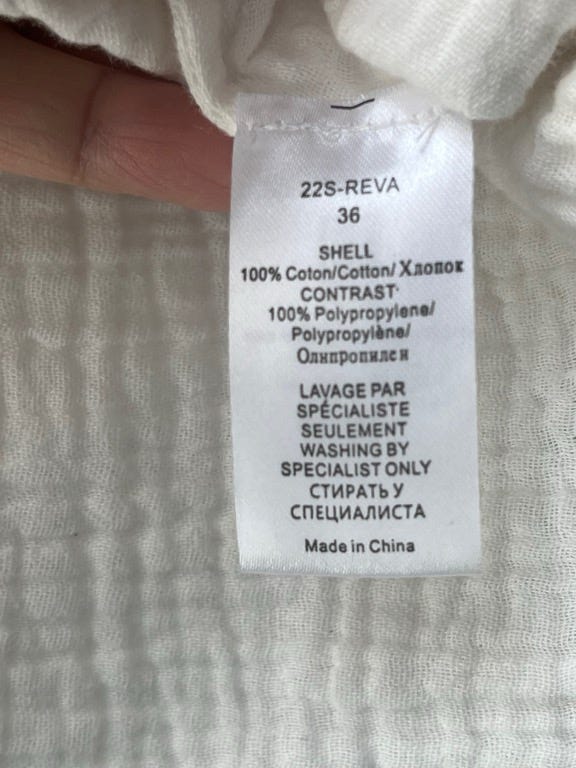 22S-REVA
36
SHELL
100% Coton/Cotton/ Хлопок
CONTRAST
100% Polypropylene/
Polypropylène/
Олипропилен
LAVAGE PAR
SPÉCIALISTE
SEULEMENT
WASHING BY
SPECIALIST ONLY
СТИРАТЬ У
СПЕЦИАЛИСТА
Made in China